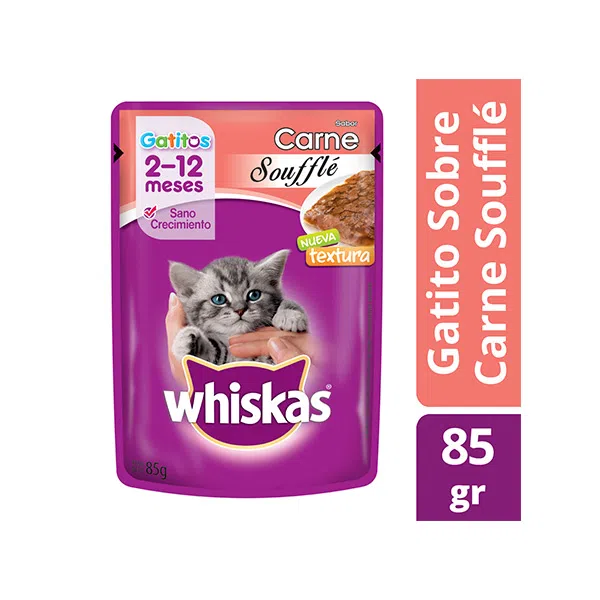 Gatitos
2–12
meses
Sano
Crecimiento
Sabor
Carne
Soufflé
NUEVA
textura
whiskas
85g
Gatito Sobre
Carne Soufflé
85
gr